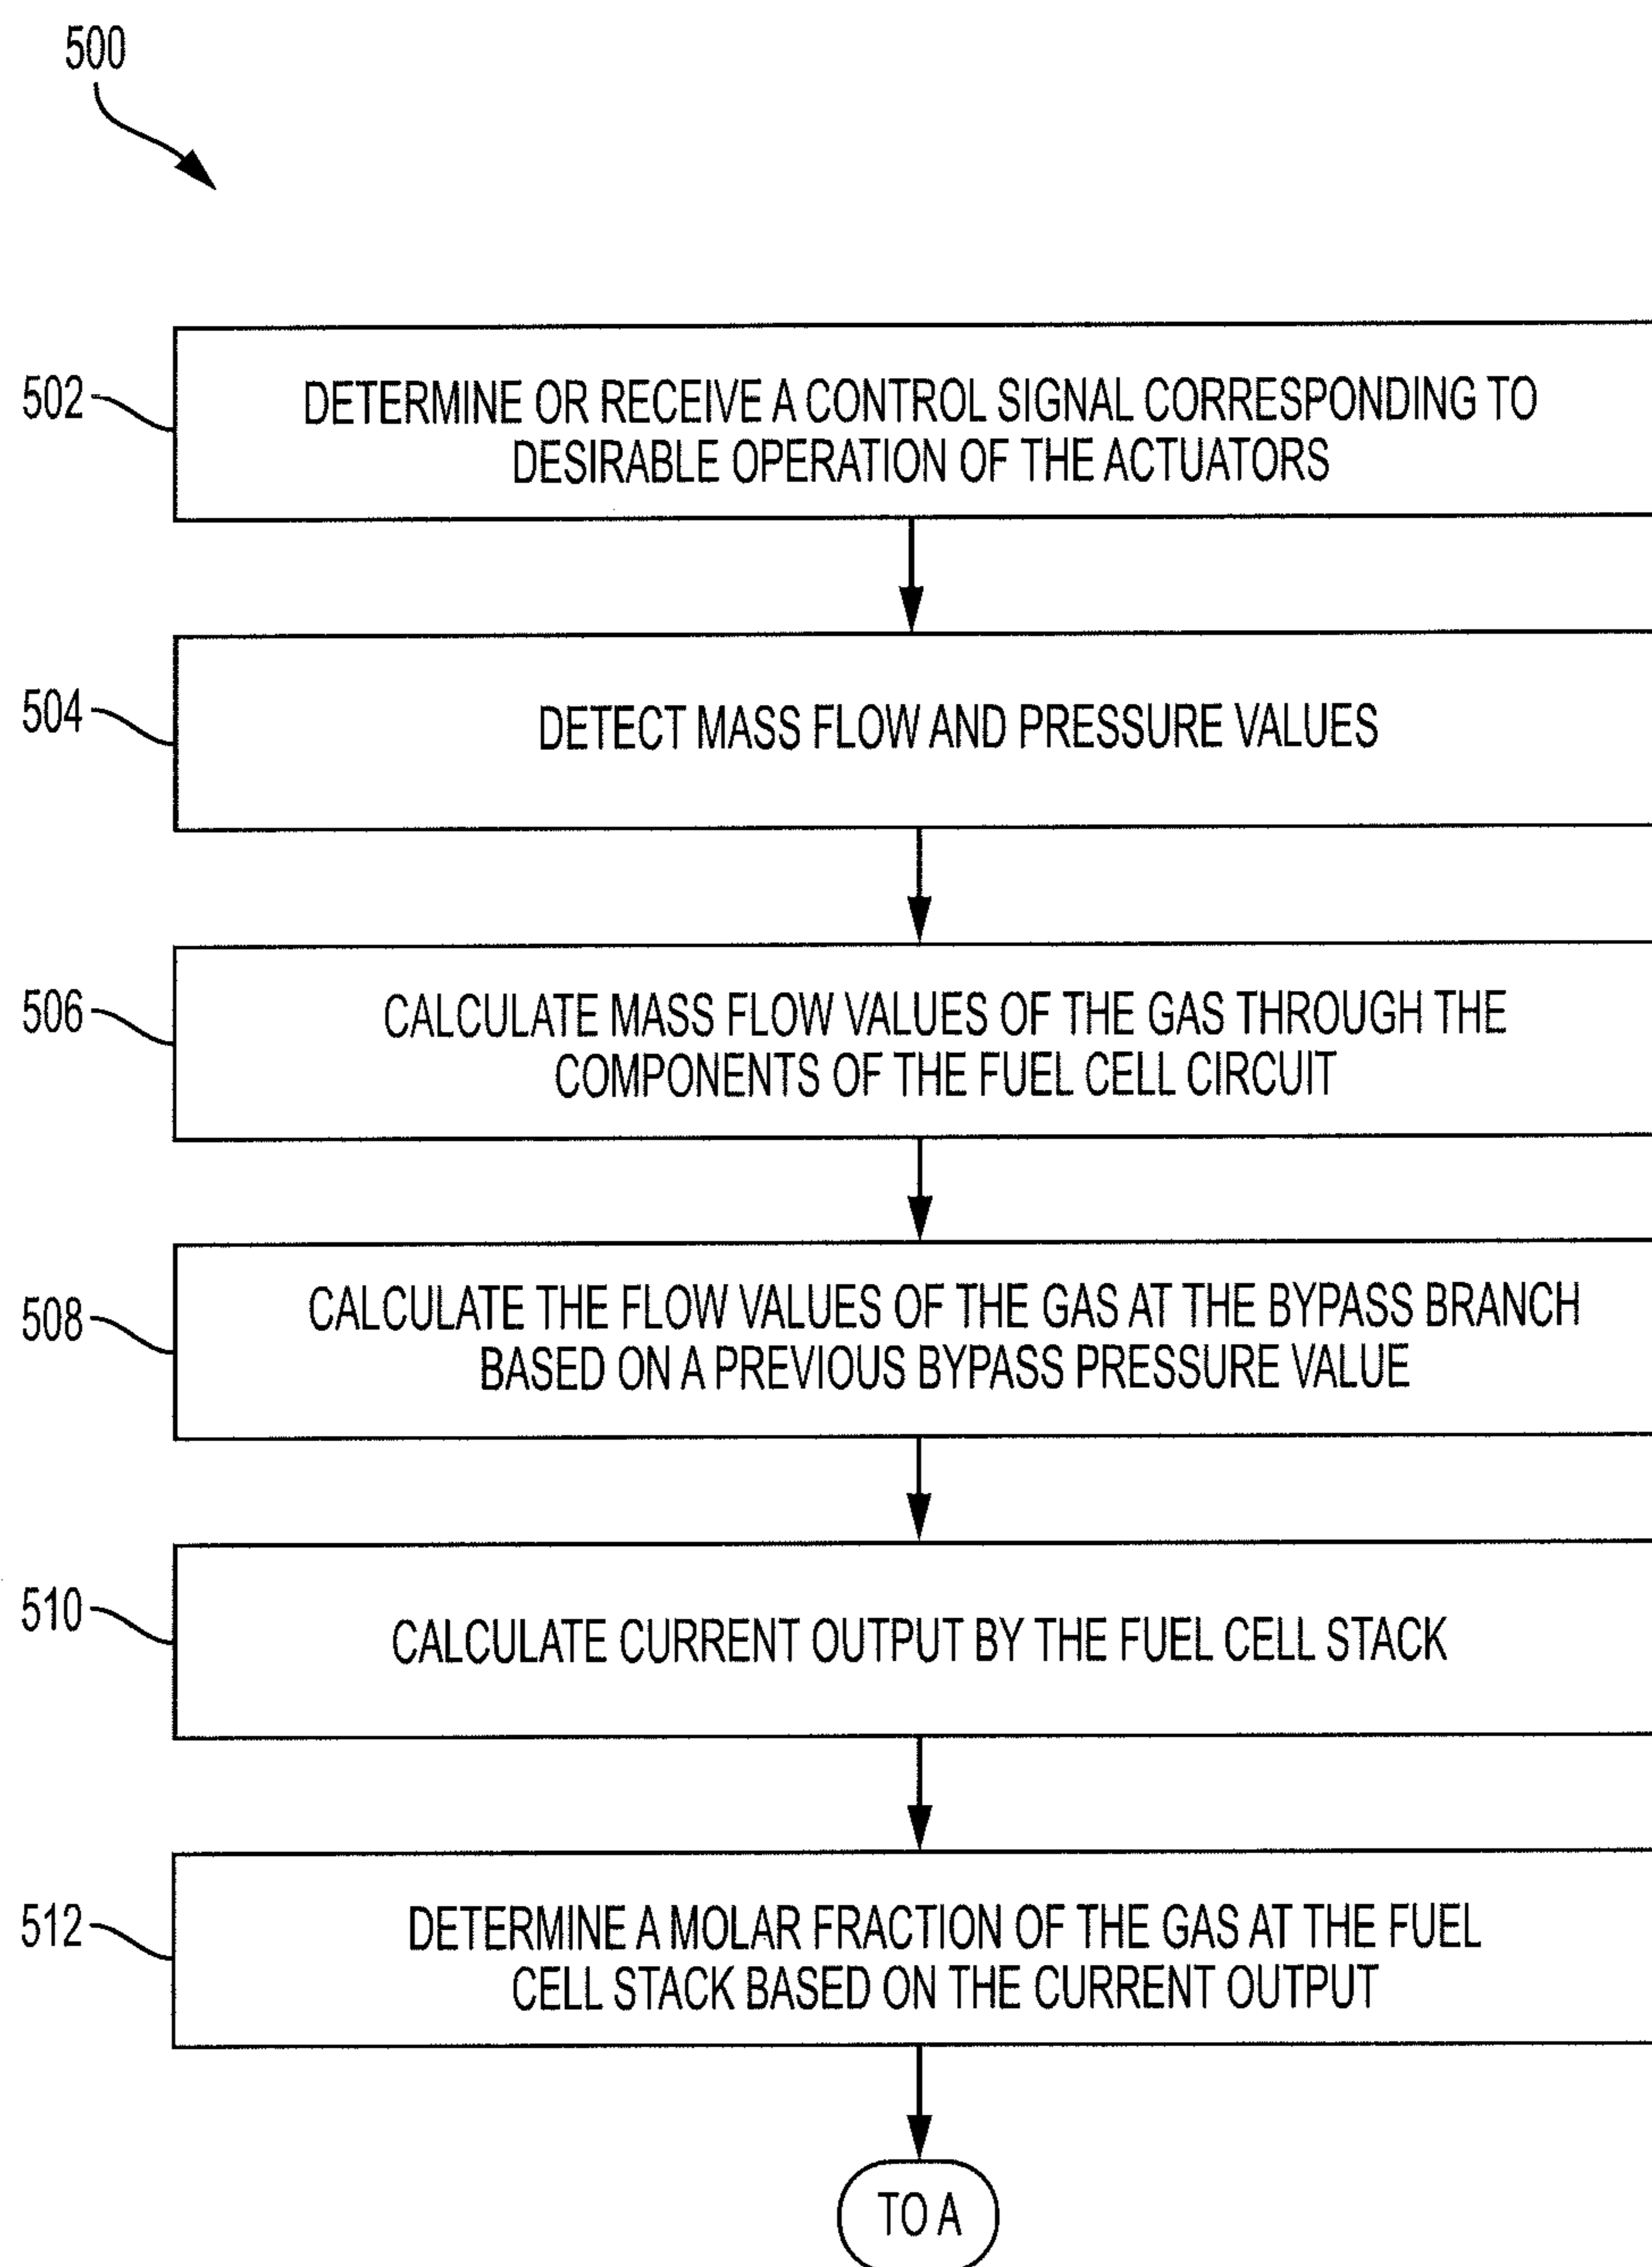 500
502
DETERMINE OR RECEIVE A CONTROL SIGNAL CORRESPONDING TO
DESIRABLE OPERATION OF THE ACTUATORS
504
DETECT MASS FLOW AND PRESSURE VALUES
506
CALCULATE MASS FLOW VALUES OF THE GAS THROUGH THE
COMPONENTS OF THE FUEL CELL CIRCUIT
508
CALCULATE THE FLOW VALUES OF THE GAS AT THE BYPASS BRANCH
BASED ON A PREVIOUS BYPASS PRESSURE VALUE
510
CALCULATE CURRENT OUTPUT BY THE FUEL CELL STACK
512
DETERMINE A MOLAR FRACTION OF THE GAS AT THE FUEL
CELL STACK BASED ON THE CURRENT OUTPUT
TO A